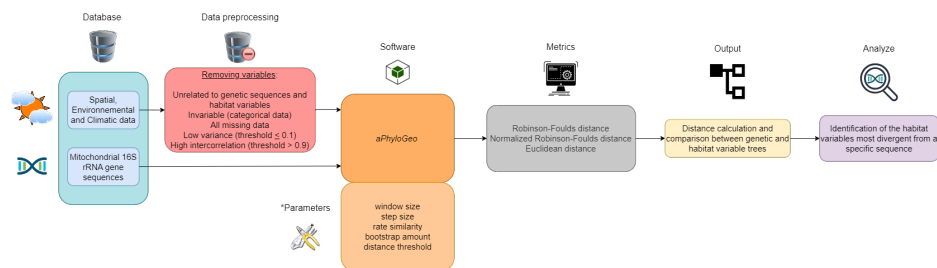 Database
Data preprocessing
Software
Metrics
Output
Analyze
Spatial,
Environnemental
and Climatic data
Mitochondrial 16S
rRNA gene
sequences
Removing variables:
Unrelated to genetic sequences and
habitat variables
Invariable (categorical data)
All missing data
Low variance (threshold ≤ 0.1)
High intercorrelation (threshold > 0.9)
aPhyloGeo
*Parameters
window size
step size
rate similarity
bootstrap amount
distance threshold
Robinson-Foulds distance
Normalized Robinson-Foulds distance
Euclidean distance
Distance calculation and
comparison between genetic and
habitat variable trees
Identification of the habitat
variables most divergent from a
specific sequence